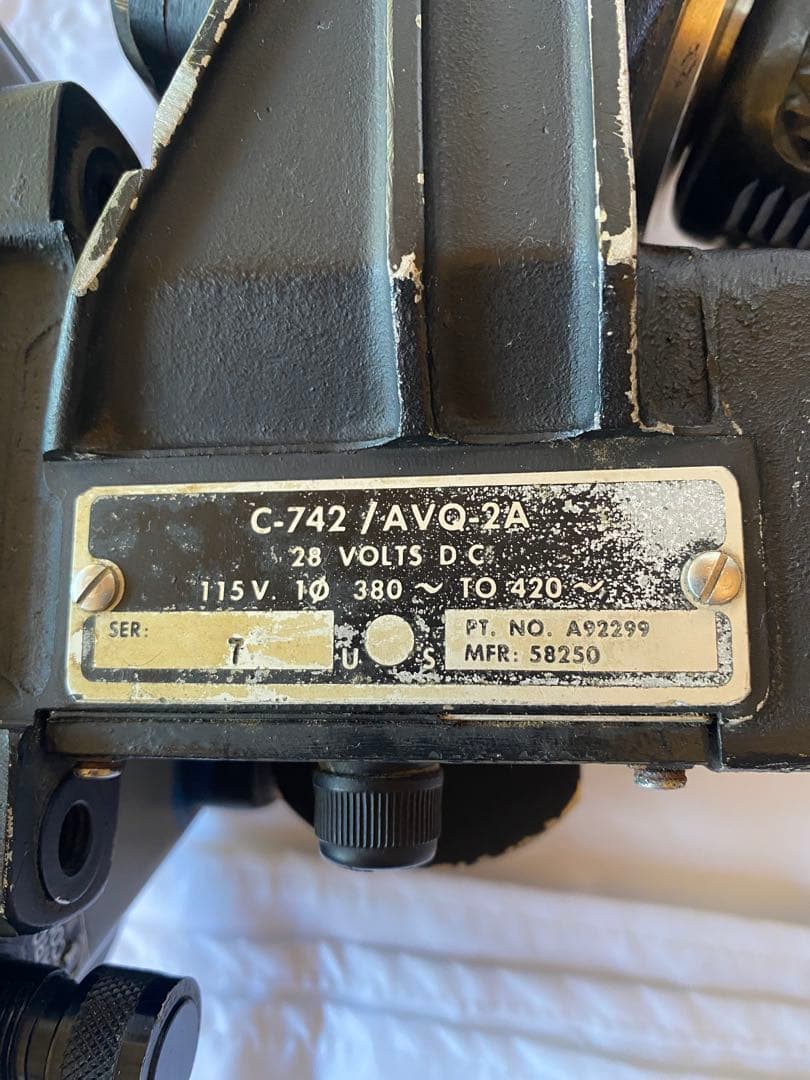 C-742 /AVQ-2A
28 VOLTS D C
115 V. 1Ø 380 ~ TO 420 ~
SER: 7
U S
PT. NO. A92299
MFR: 58250